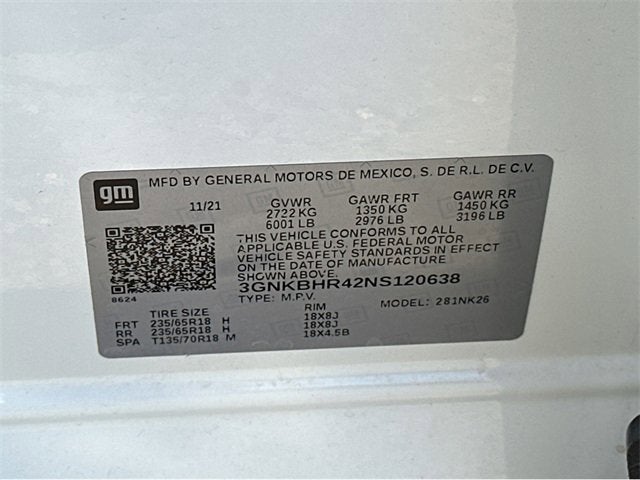 gm MFD BY GENERAL MOTORS DE MEXICO, S. DE R.L. DE C.V.
11/21 GVWR GAWR FRT GAWR RR
2722 KG 1350 KG 1450 KG
6001 LB 2976 LB 3196 LB
THIS VEHICLE CONFORMS TO ALL
APPLICABLE U.S. FEDERAL MOTOR
VEHICLE SAFETY STANDARDS IN EFFECT
ON THE DATE OF MANUFACTURE
SHOWN ABOVE.
3GNKBHR42NS120638
8624 TYPE: M.P.V. MODEL: 281NK26
TIRE SIZE RIM
FRT 235/65R18 H 18X8J
RR 235/65R18 H 18X8J
SPA T135/70R18 M 18X4.5B